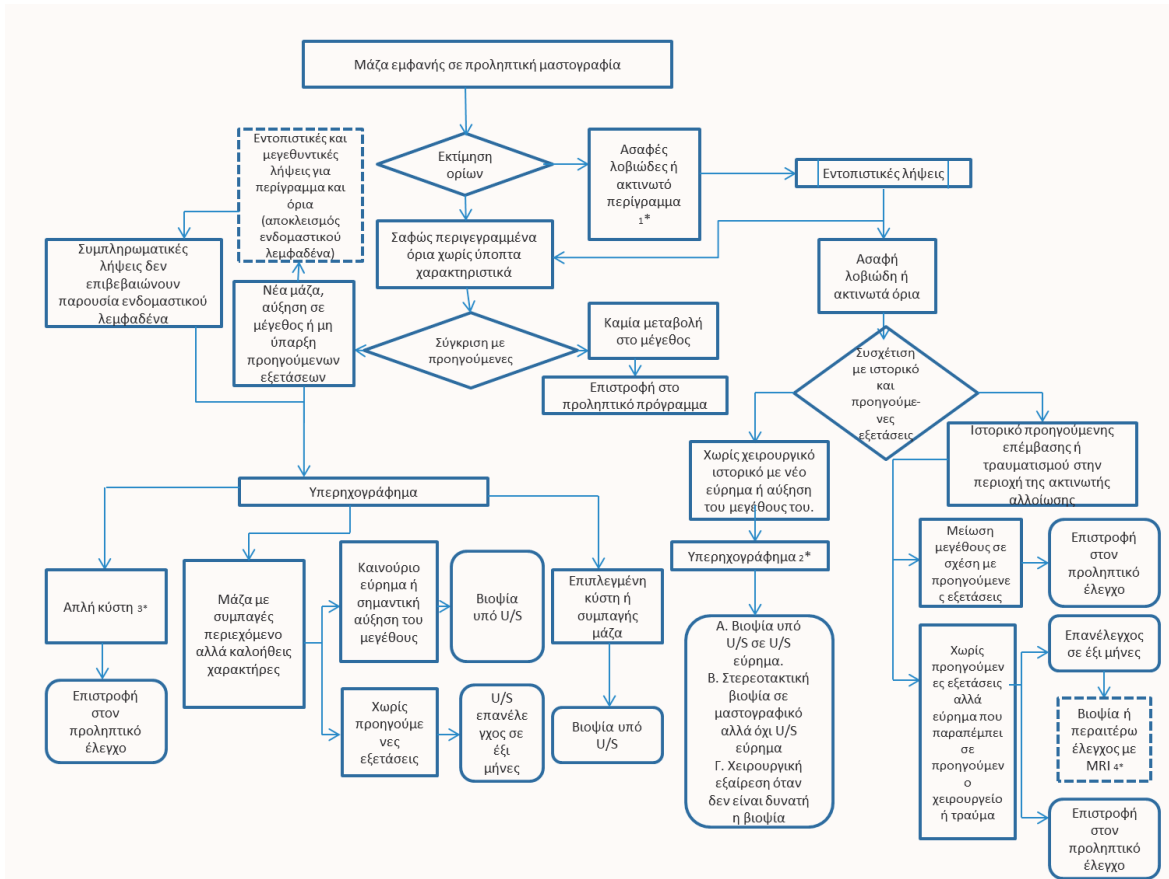 Μάζα εμφανής σε προληπτική μαστογραφία
Εντοπιστικές και
μεγεθυντικές
λήψεις για
περίγραμμα και
όρια
(αποκλεισμός
ενδομαστικού
λεμφαδένα)
Εκτίμηση
ορίων
Ασαφές
λοβιώδες ή
ακτινωτό
περίγραμμα
1*
Εντοπιστικές λήψεις
Συμπληρωματικές
λήψεις δεν
επιβεβαιώνουν
παρουσία ενδομαστικού
λεμφαδένα
Σαφώς περιγεγραμμένα
όρια χωρίς ύποπτα
χαρακτηριστικά
Ασαφή
λοβιώδη ή
ακτινωτά όρια
Νέα μάζα,
αύξηση σε
μέγεθος ή μη
ύπαρξη
προηγούμενων
εξετάσεων
Σύγκριση με
προηγούμενες
Καμία μεταβολή
στο μέγεθος
Επιστροφή στο
προληπτικό πρόγραμμα
Συσχέτιση
με ιστορικό
και
προηγούμε-
νες
εξετάσεις
Χωρίς χειρουργικό
ιστορικό με νέο
εύρημα ή αύξηση
του μεγέθους του.
Ιστορικό προηγούμενης
επέμβασης ή
τραυματισμού στην
περιοχή της ακτινωτής
αλλοίωσης
Υπερηχογράφημα
Υπερηχογράφημα 2*
Μείωση
μεγέθους σε
σχέση με
προηγούμενε
ς εξετάσεις
Επιστροφή
στον
προληπτικό
έλεγχο
Απλή κύστη 3*
Μάζα με
συμπαγές
περιεχόμενο
αλλά καλοήθεις
χαρακτήρες
Καινούριο
εύρημα ή
σημαντική
αύξηση του
μεγέθους
Βιοψία
υπό U/S
Επιπλεγμένη
κύστη ή
συμπαγής
μάζα
Επιστροφή
στον
προληπτικό
έλεγχο
Χωρίς
προηγούμε
νες
εξετάσεις
U/S
επανέλε
γχος σε
έξι
μήνες
Βιοψία υπό
U/S
Α. Βιοψία υπό
U/S σε U/S
εύρημα.
Β. Στερεοτακτική
βιοψία σε
μαστογραφικό
αλλά όχι U/S
εύρημα
Γ. Χειρουργική
εξαίρεση όταν
δεν είναι δυνατή
η βιοψία
Χωρίς
προηγούμεν
ες εξετάσεις
αλλά
εύρημα που
παραπέμπει
σε
προηγούμεν
ο
χειρουργείο
ή τραύμα
Επανέλεγχος
σε έξι μήνες
Βιοψία ή
περαιτέρω
έλεγχος με
MRI 4*
Επιστροφή
στον
προληπτικό
έλεγχο